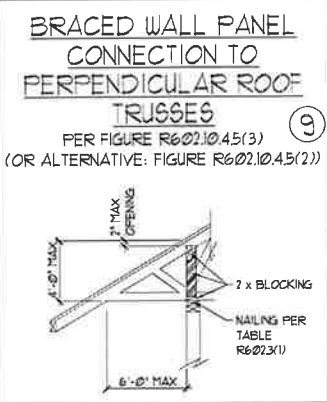 BRACED WALL PANEL
CONNECTION TO
PERPENDICULAR ROOF
TRUSSES
9
PER FIGURE R602.10.4.5(3)
(OR ALTERNATIVE: FIGURE R602.10.4.5(2))
2" MAX
OPENING
4'-0" MAX
2 x BLOCKING
NAILING PER
TABLE
R602.3(1)
6'-0" MAX